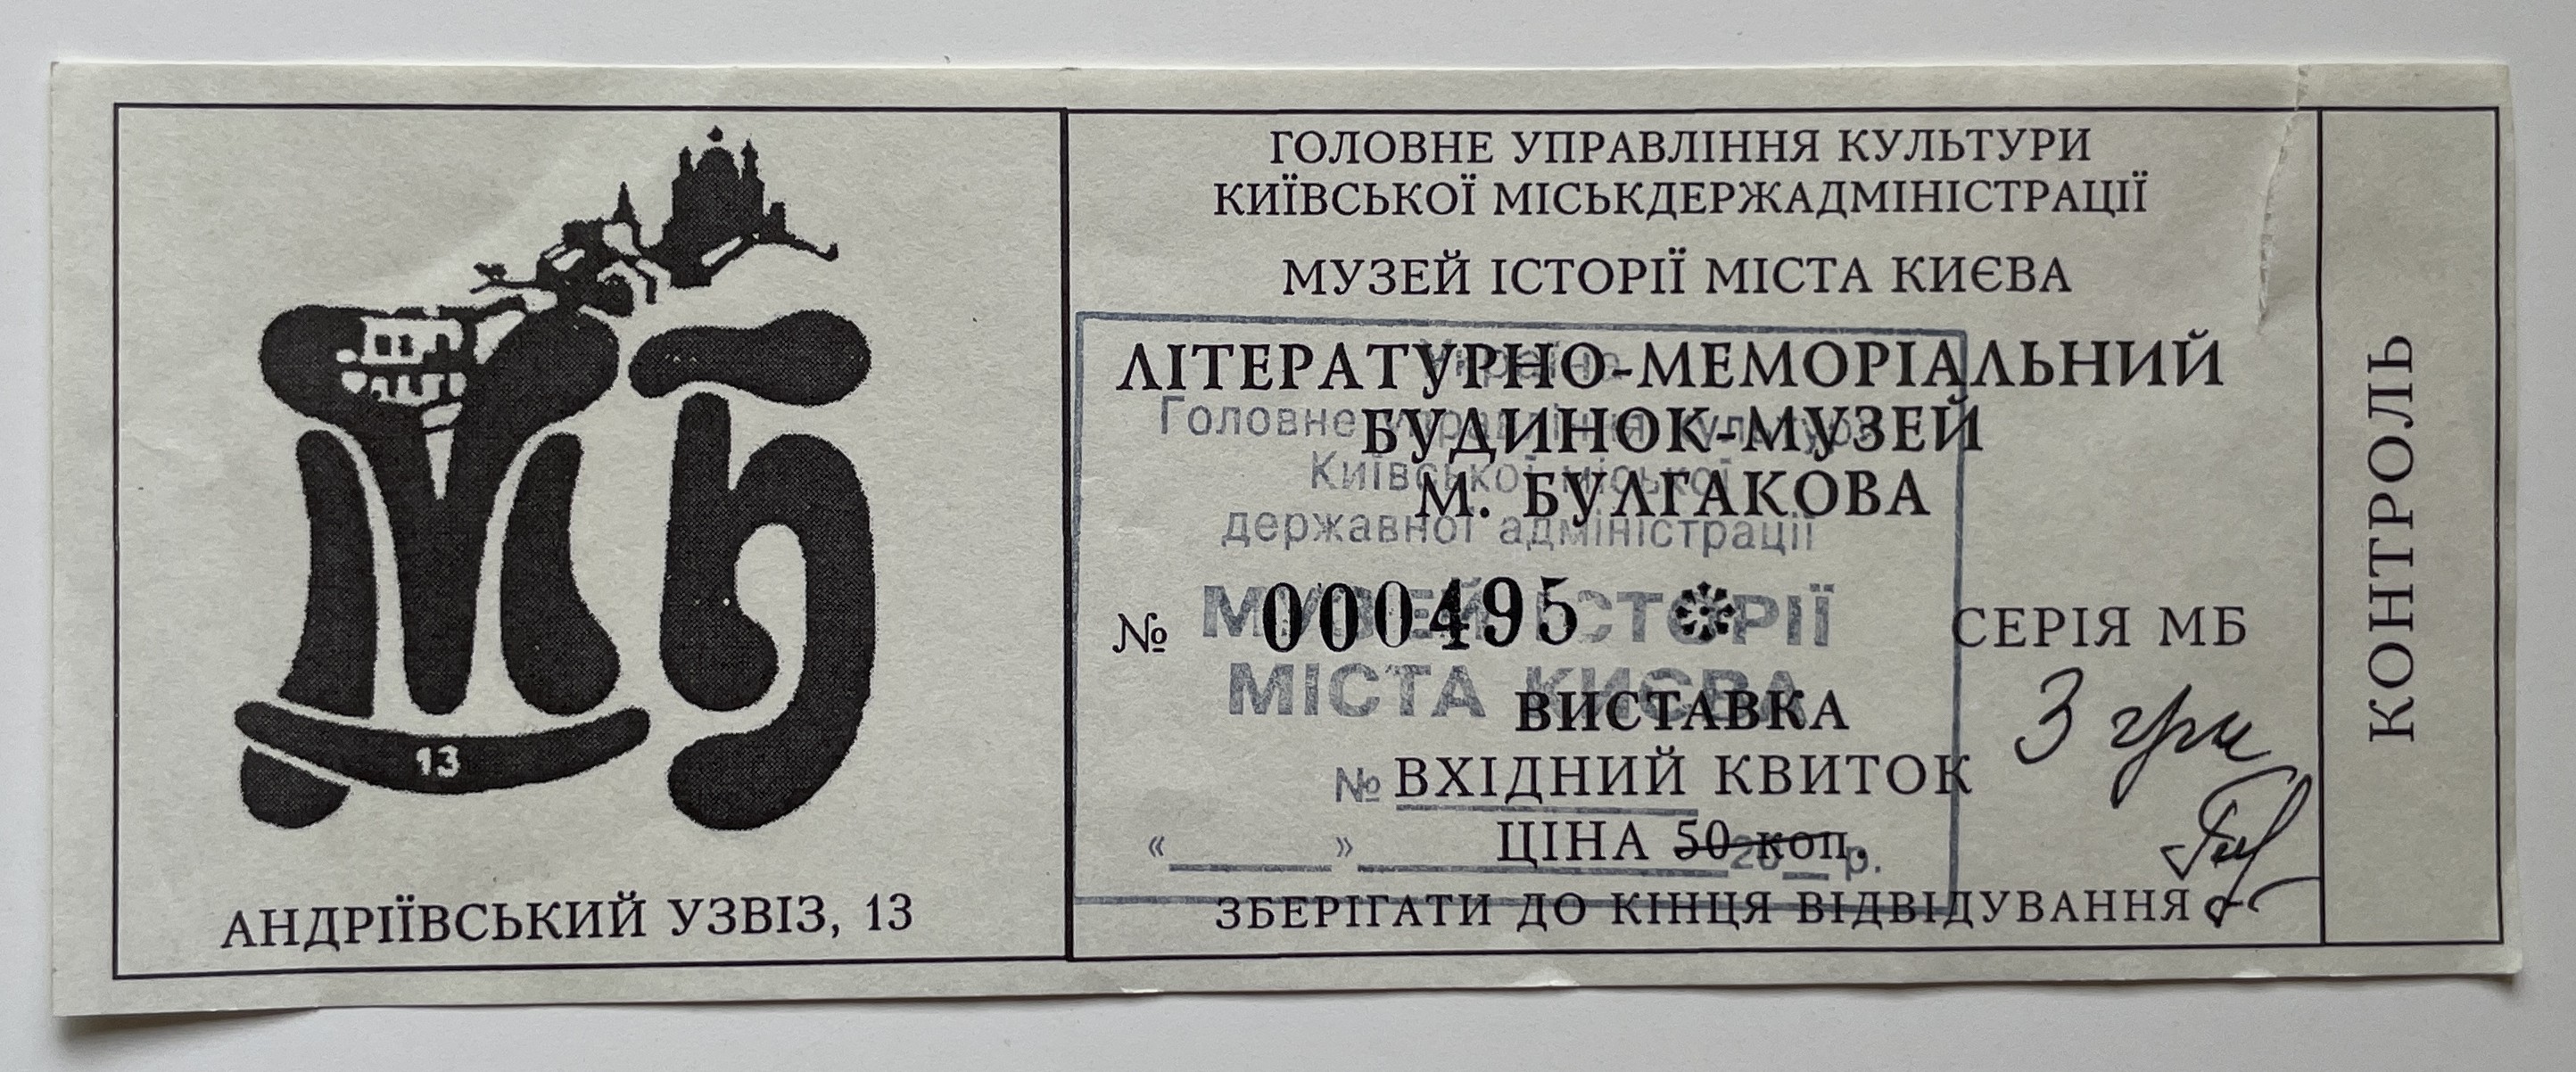 МБ
13
АНДРІЇВСЬКИЙ УЗВІЗ, 13
ГОЛОВНЕ УПРАВЛІННЯ КУЛЬТУРИ
КИЇВСЬКОЇ МІСЬКДЕРЖАДМІНІСТРАЦІЇ
МУЗЕЙ ІСТОРІЇ МІСТА КИЄВА
ЛІТЕРАТУРНО-МЕМОРІАЛЬНИЙ
БУДИНОК-МУЗЕЙ
М. БУЛГАКОВА
№ 000495
СЕРІЯ МБ
ВИСТАВКА
3 грн
ВХІДНИЙ КВИТОК
ЦІНА 50 коп.
ЗБЕРІГАТИ ДО КІНЦЯ ВІДВІДУВАННЯ
Україна
Головне управління культури
Київської міської
державної адміністрації
МУЗЕЙ ІСТОРІЇ
МІСТА КИЄВА
№
«      »      20   р.
КОНТРОЛЬ